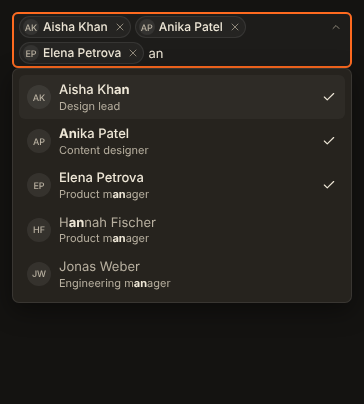 AK Aisha Khan AP Anika Patel
EP Elena Petrova an
AK Aisha Khan
Design lead
AP Anika Patel
Content designer
EP Elena Petrova
Product manager
HF Hannah Fischer
Product manager
JW Jonas Weber
Engineering manager